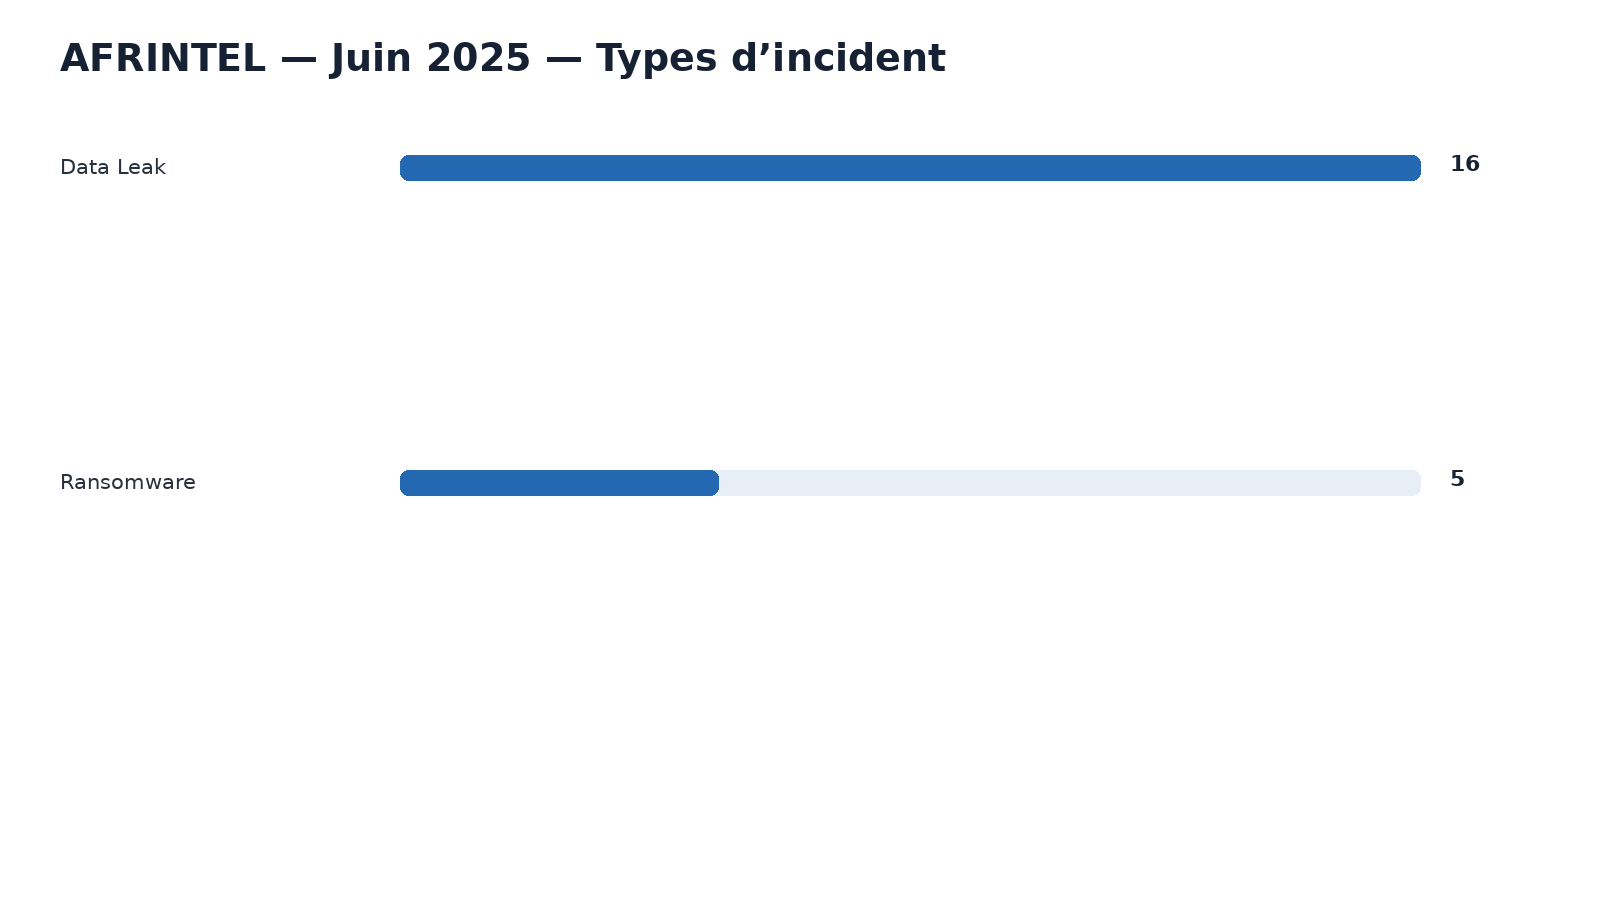 AFRINTEL — Juin 2025 — Types d’incident
Data Leak 16
Ransomware 5